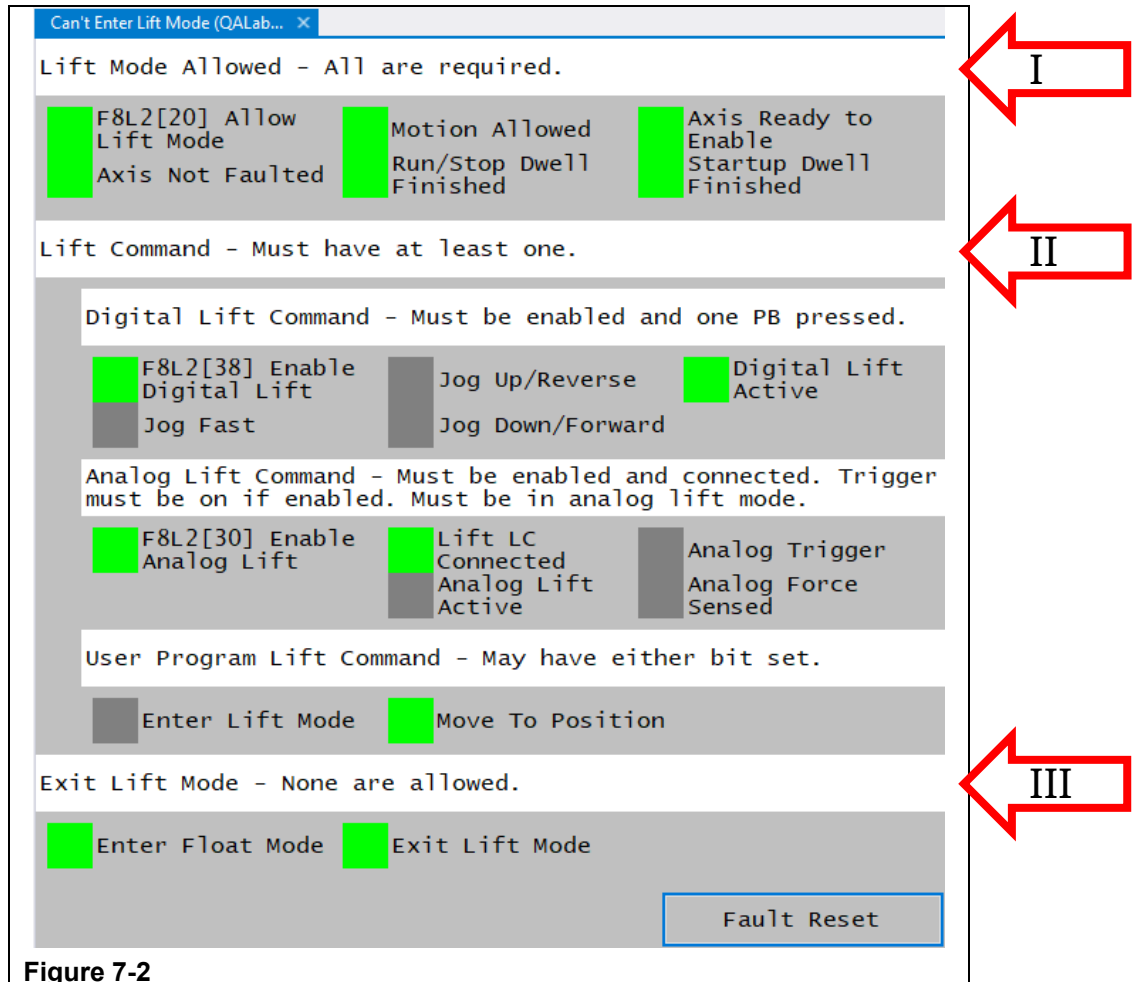 Can't Enter Lift Mode (QALab... ×
Lift Mode Allowed - All are required.
I
F8L2[20] Allow
Lift Mode
Motion Allowed
Axis Ready to
Enable
Axis Not Faulted
Run/Stop Dwell
Finished
Startup Dwell
Finished
Lift Command - Must have at least one.
II
Digital Lift Command - Must be enabled and one PB pressed.
F8L2[38] Enable
Digital Lift
Jog Up/Reverse
Digital Lift
Active
Jog Fast
Jog Down/Forward
Analog Lift Command - Must be enabled and connected. Trigger
must be on if enabled. Must be in analog lift mode.
F8L2[30] Enable
Analog Lift
Lift LC
Connected
Analog Trigger
Analog Lift
Active
Analog Force
Sensed
User Program Lift Command - May have either bit set.
Enter Lift Mode
Move To Position
Exit Lift Mode - None are allowed.
III
Enter Float Mode
Exit Lift Mode
Fault Reset
Figure 7-2